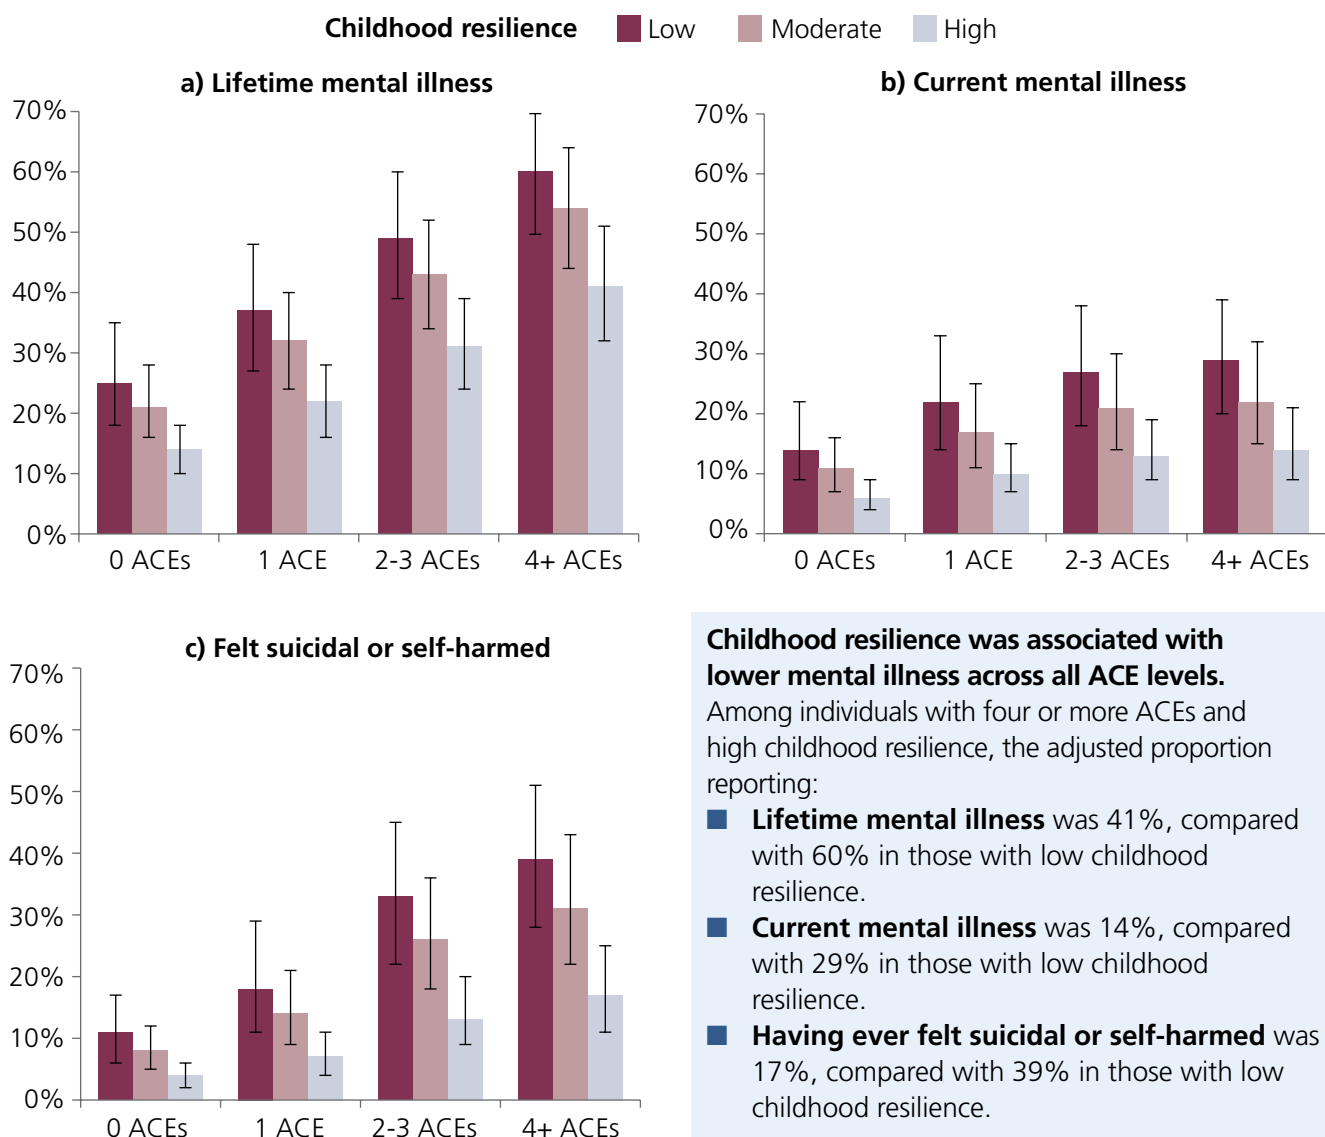 Childhood resilience Low Moderate High
a) Lifetime mental illness
70%
60%
50%
40%
30%
20%
10%
0%
0 ACEs 1 ACE 2-3 ACEs 4+ ACEs
b) Current mental illness
70%
60%
50%
40%
30%
20%
10%
0%
0 ACEs 1 ACE 2-3 ACEs 4+ ACEs
c) Felt suicidal or self-harmed
70%
60%
50%
40%
30%
20%
10%
0%
0 ACEs 1 ACE 2-3 ACEs 4+ ACEs
Childhood resilience was associated with
lower mental illness across all ACE levels.
Among individuals with four or more ACEs and
high childhood resilience, the adjusted proportion
reporting:
■ Lifetime mental illness was 41%, compared
with 60% in those with low childhood
resilience.
■ Current mental illness was 14%, compared
with 29% in those with low childhood
resilience.
■ Having ever felt suicidal or self-harmed was
17%, compared with 39% in those with low
childhood resilience.